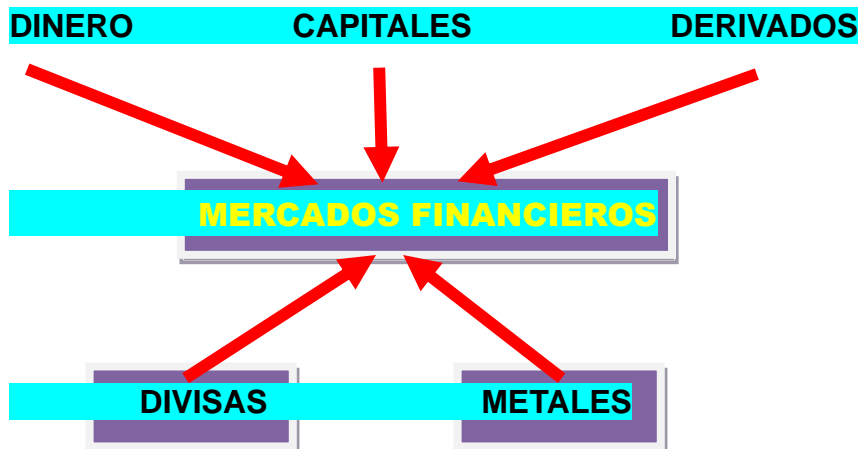 DINERO CAPITALES DERIVADOS
MERCADOS FINANCIEROS
DIVISAS METALES